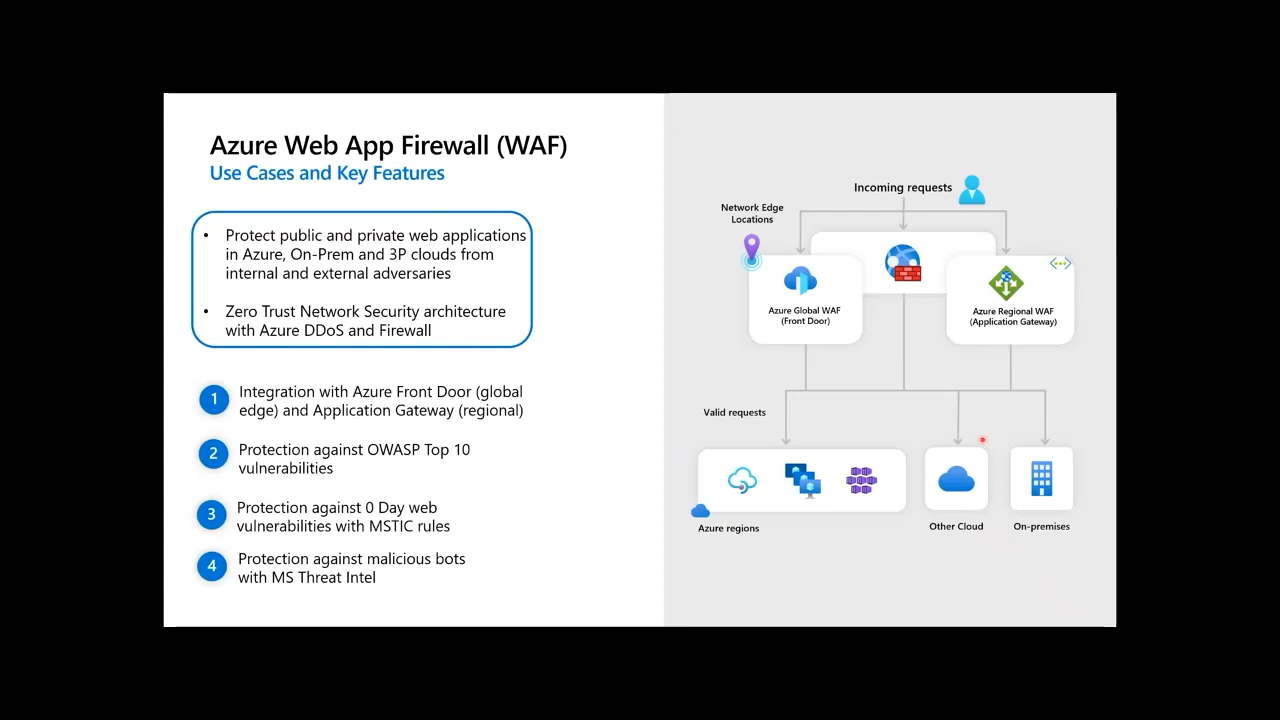 Azure Web App Firewall (WAF)
Use Cases and Key Features
• Protect public and private web applications
in Azure, On-Prem and 3P clouds from
internal and external adversaries
• Zero Trust Network Security architecture
with Azure DDoS and Firewall
1 Integration with Azure Front Door (global
edge) and Application Gateway (regional)
2 Protection against OWASP Top 10
vulnerabilities
3 Protection against 0 Day web
vulnerabilities with MSTIC rules
4 Protection against malicious bots
with MS Threat Intel
Incoming requests
Network Edge
Locations
Azure Global WAF
(Front Door)
Azure Regional WAF
(Application Gateway)
Valid requests
Azure regions
Other Cloud
On-premises